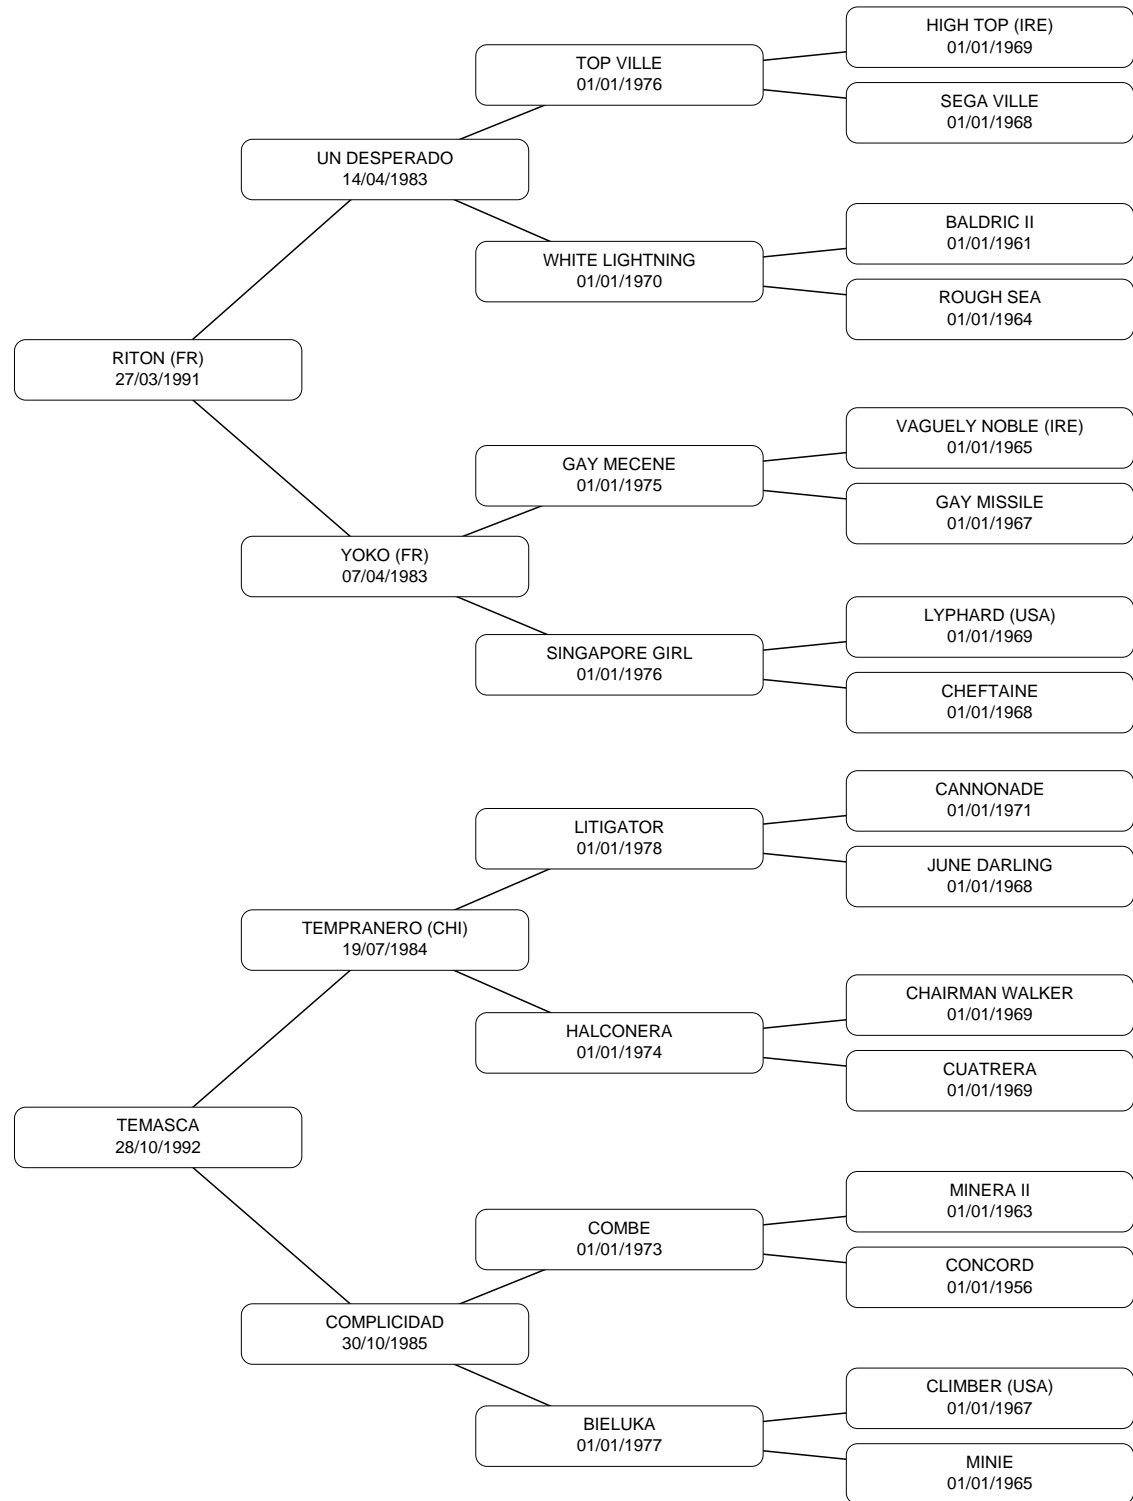 HIGH TOP (IRE)
01/01/1969
TOP VILLE
01/01/1976
SEGA VILLE
01/01/1968
UN DESPERADO
14/04/1983
BALDRIC II
01/01/1961
WHITE LIGHTNING
01/01/1970
ROUGH SEA
01/01/1964
RITON (FR)
27/03/1991
VAGUELY NOBLE (IRE)
01/01/1965
GAY MECENE
01/01/1975
GAY MISSILE
01/01/1967
YOKO (FR)
07/04/1983
LYPHARD (USA)
01/01/1969
SINGAPORE GIRL
01/01/1976
CHEFTAINE
01/01/1968
CANNONADE
01/01/1971
LITIGATOR
01/01/1978
JUNE DARLING
01/01/1968
TEMPRANERO (CHI)
19/07/1984
CHAIRMAN WALKER
01/01/1969
HALCONERA
01/01/1974
CUATRERA
01/01/1969
TEMASCA
28/10/1992
MINERA II
01/01/1963
COMBE
01/01/1973
CONCORD
01/01/1956
COMPLICIDAD
30/10/1985
CLIMBER (USA)
01/01/1967
BIELUKA
01/01/1977
MINIE
01/01/1965